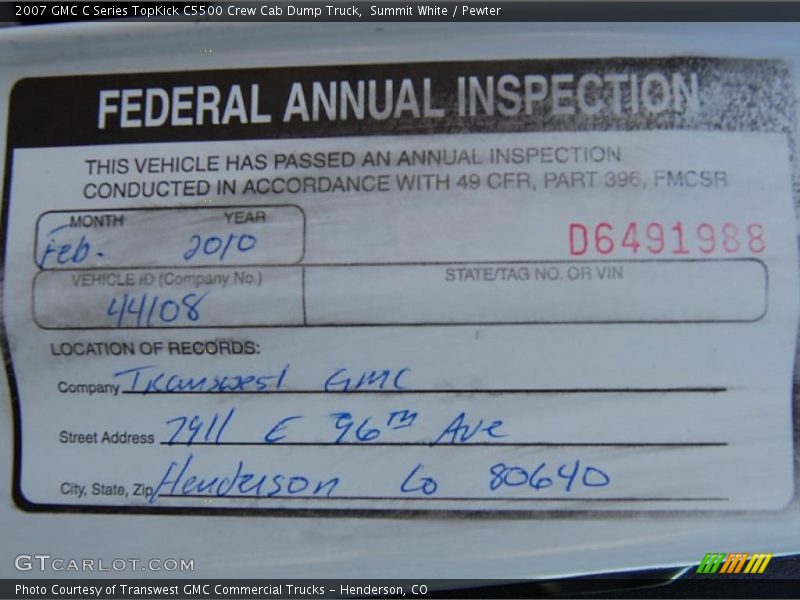 2007 GMC C Series TopKick C5500 Crew Cab Dump Truck, Summit White / Pewter
FEDERAL ANNUAL INSPECTION
THIS VEHICLE HAS PASSED AN ANNUAL INSPECTION
CONDUCTED IN ACCORDANCE WITH 49 CFR, PART 396, FMCSR
MONTH YEAR
Feb. 2010
D6491988
VEHICLE ID (Company No.) STATE/TAG NO. OR VIN
44108
LOCATION OF RECORDS:
Company Transwest GMC
Street Address 7911 E 96TH Ave
City, State, Zip Henderson Co 80640
GTCARLOT.COM
Photo Courtesy of Transwest GMC Commercial Trucks - Henderson, CO